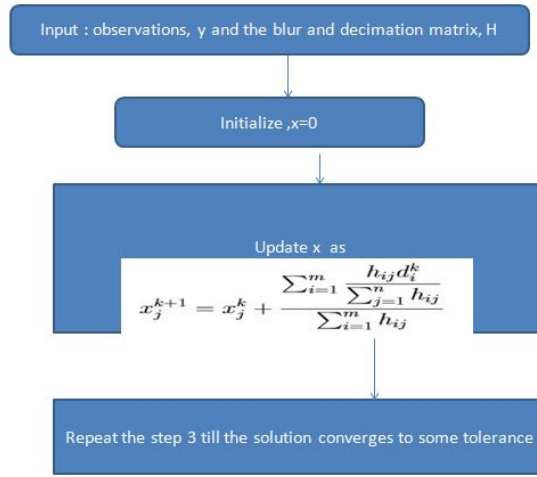 Input : observations, y and the blur and decimation matrix, H
Initialize ,x=0
Update x as
x_j^{k+1} = x_j^k + \frac{\sum_{i=1}^{m} \frac{h_{ij} d_i^k}{\sum_{j=1}^{n} h_{ij}}}{\sum_{i=1}^{m} h_{ij}}
Repeat the step 3 till the solution converges to some tolerance